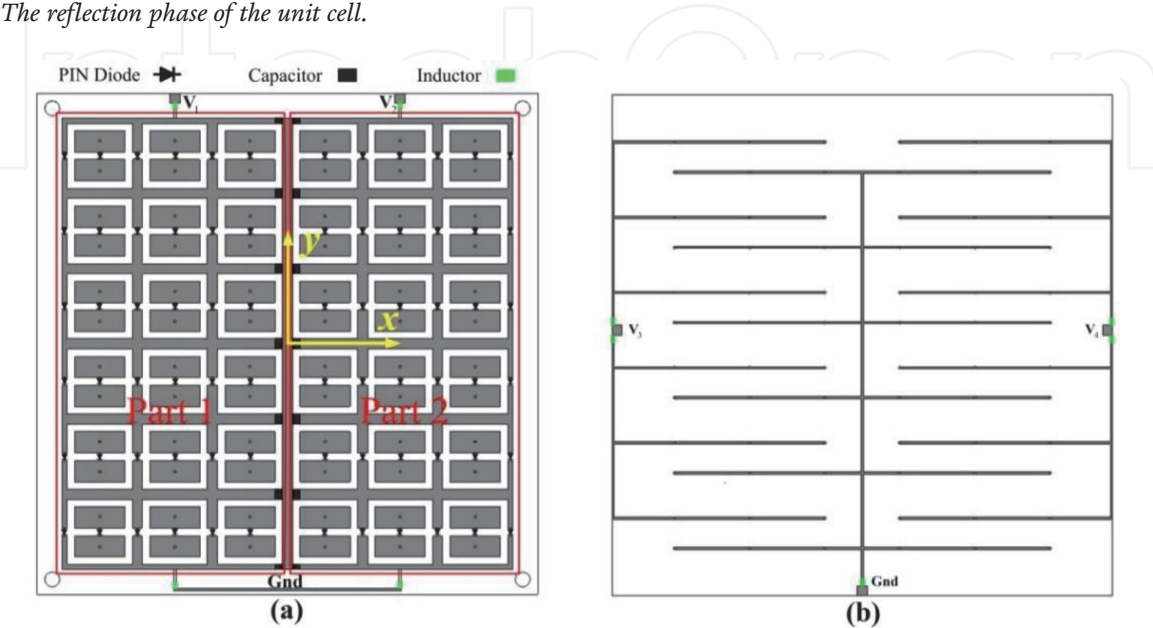 The reflection phase of the unit cell.
PIN Diode Capacitor Inductor
V₁ V₂
y
x
Part 1 Part 2
Gnd
(a)
V₃ V₄
Gnd
(b)